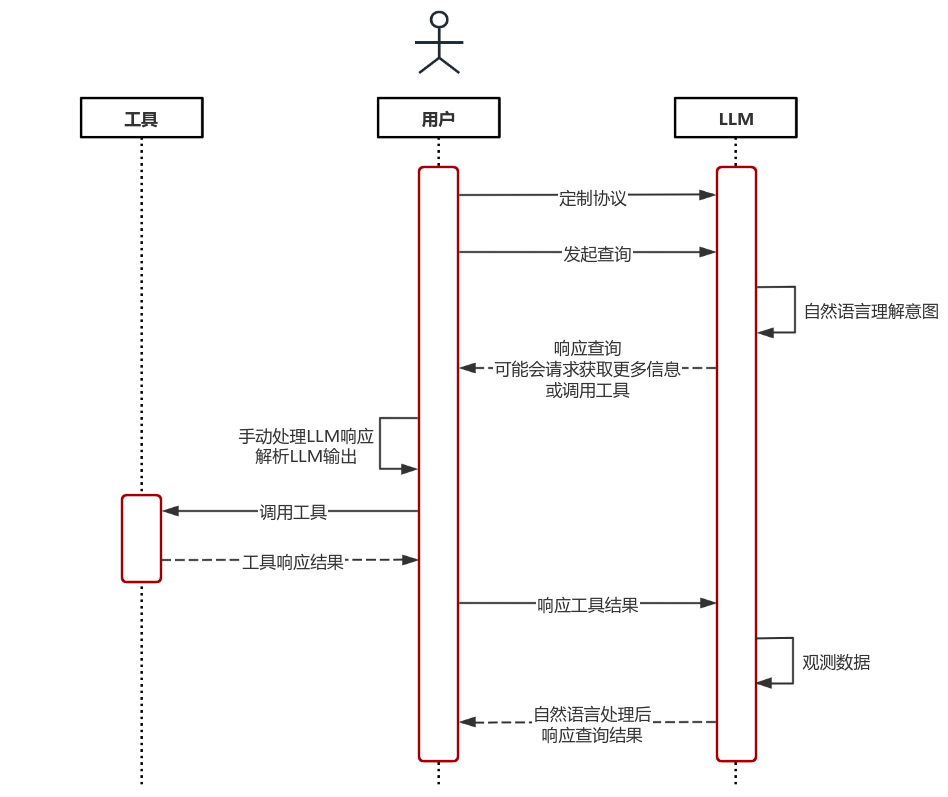 工具
用户
LLM
定制协议
发起查询
自然语言理解意图
响应查询
可能会请求获取更多信息
或调用工具
手动处理LLM响应
解析LLM输出
调用工具
工具响应结果
响应工具结果
观测数据
自然语言处理后
响应查询结果